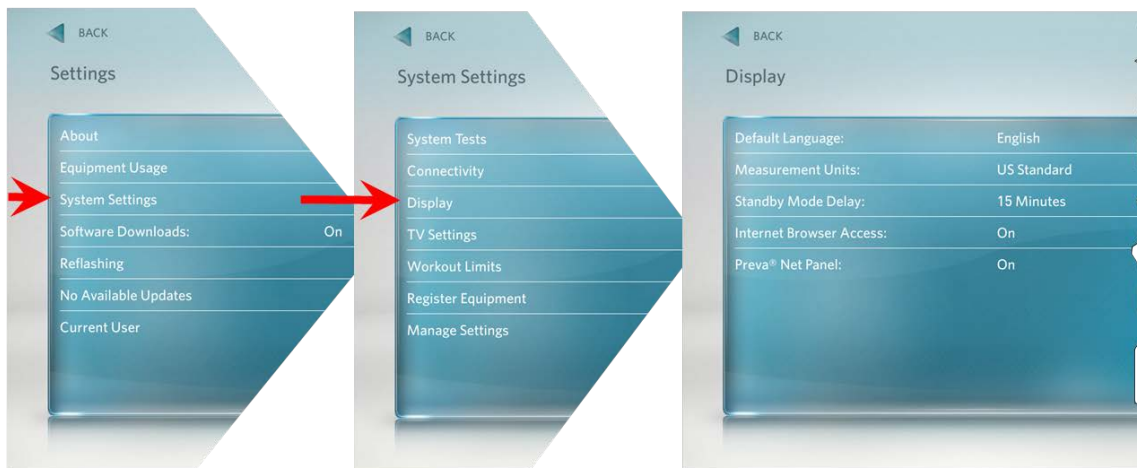 BACK
Settings
About
Equipment Usage
System Settings
Software Downloads: On
Reflashing
No Available Updates
Current User
BACK
System Settings
System Tests
Connectivity
Display
TV Settings
Workout Limits
Register Equipment
Manage Settings
BACK
Display
Default Language: English
Measurement Units: US Standard
Standby Mode Delay: 15 Minutes
Internet Browser Access: On
Preva® Net Panel: On